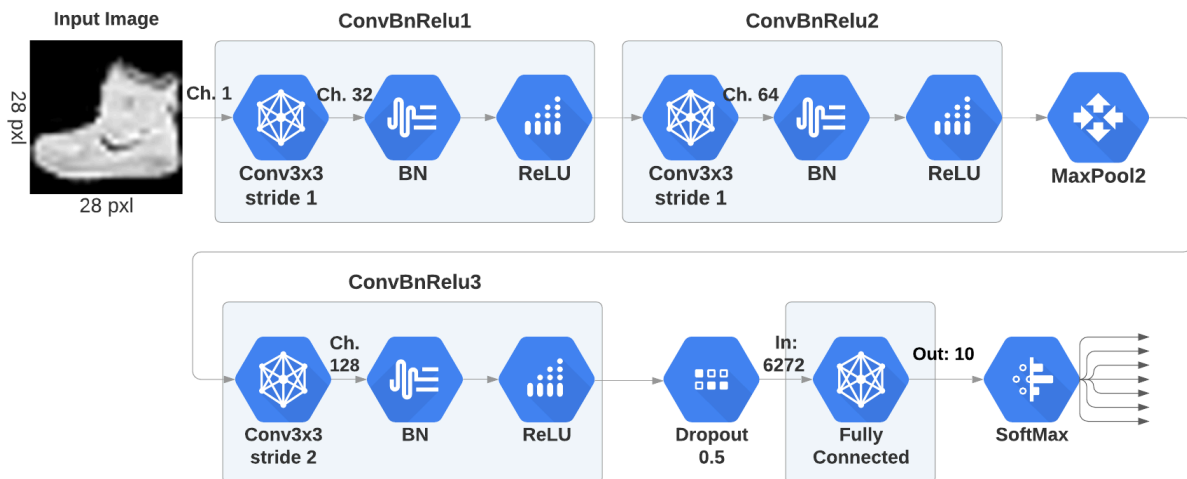 Input Image
ConvBnRelu1
ConvBnRelu2
28 pxl
28 pxl
Ch. 1
Ch. 32
Ch. 64
Conv3x3
stride 1
BN
ReLU
Conv3x3
stride 1
BN
ReLU
MaxPool2
ConvBnRelu3
Ch.
128
In:
6272
Out: 10
Conv3x3
stride 2
BN
ReLU
Dropout
0.5
Fully
Connected
SoftMax